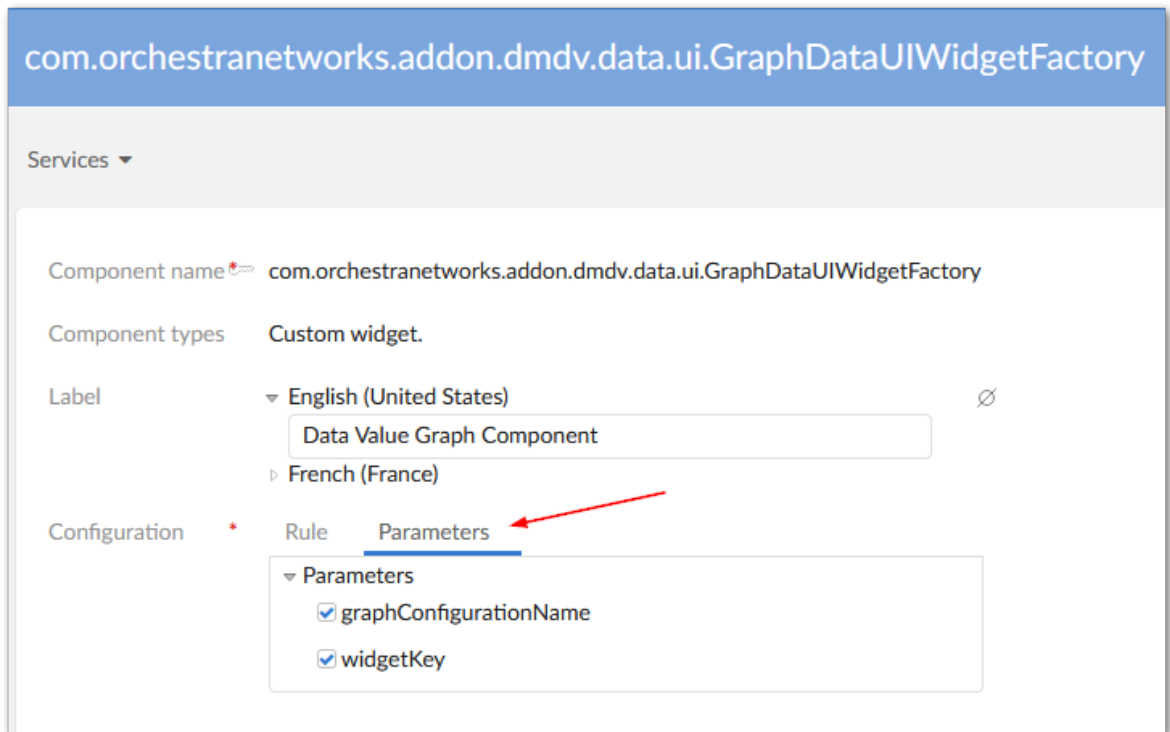 com.orchestranetworks.addon.dmdv.data.ui.GraphDataUIWidgetFactory
Services
Component name* com.orchestranetworks.addon.dmdv.data.ui.GraphDataUIWidgetFactory
Component types Custom widget.
Label English (United States)
Data Value Graph Component
French (France)
Configuration * Rule Parameters
Parameters
graphConfigurationName
widgetKey